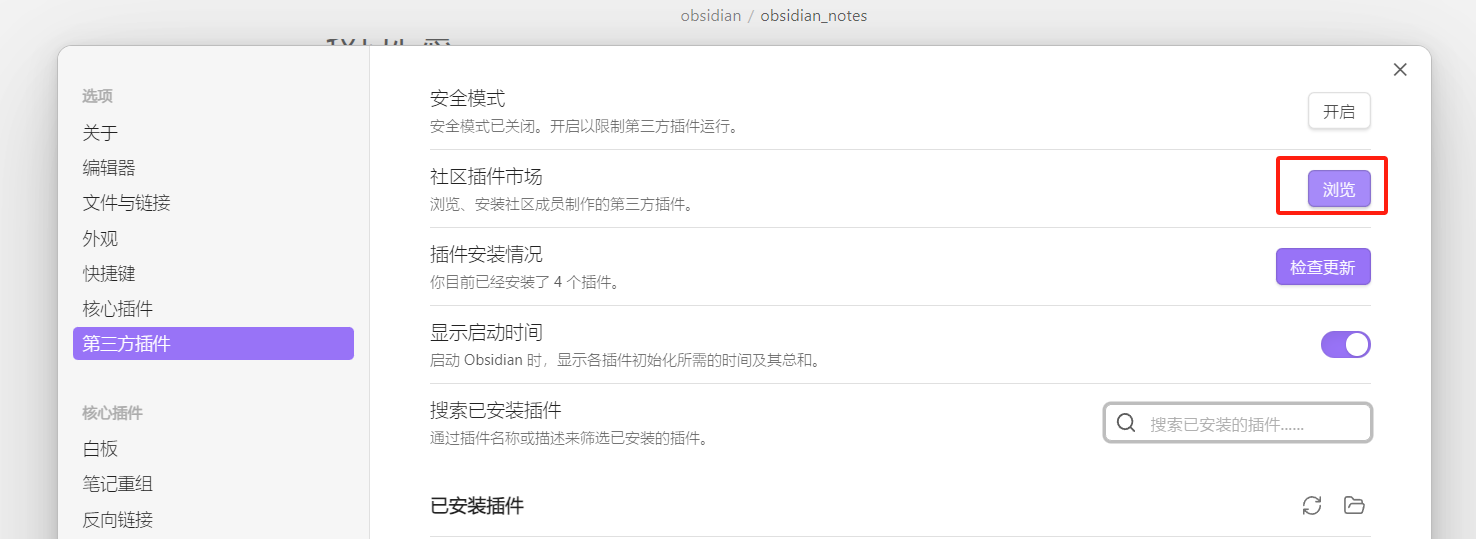 obsidian / obsidian_notes
选项
关于
编辑器
文件与链接
外观
快捷键
核心插件
第三方插件
核心插件
白板
笔记重组
反向链接
安全模式
安全模式已关闭。开启以限制第三方插件运行。
开启
社区插件市场
浏览、安装社区成员制作的第三方插件。
浏览
插件安装情况
你目前已经安装了 4 个插件。
检查更新
显示启动时间
启动 Obsidian 时，显示各插件初始化所需的时间及其总和。
搜索已安装插件
通过插件名称或描述来筛选已安装的插件。
搜索已安装的插件......
已安装插件